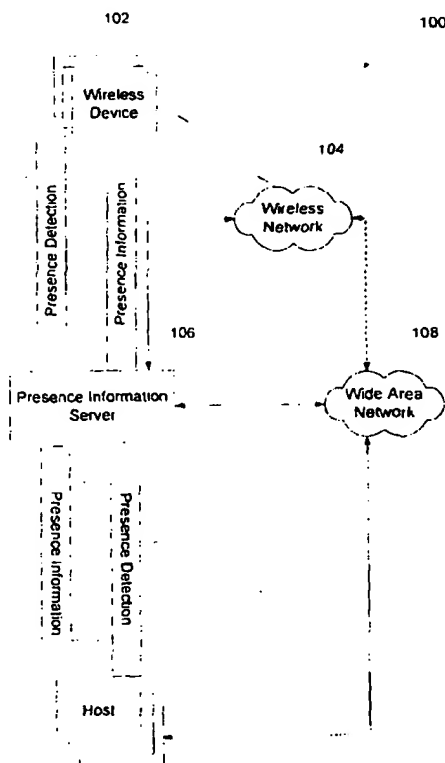 102
100
Wireless
Device
104
Presence Detection
Presence Information
Wireless
Network
106
108
Presence Information
Server
Wide Area
Network
Presence Information
Presence Detection
Host